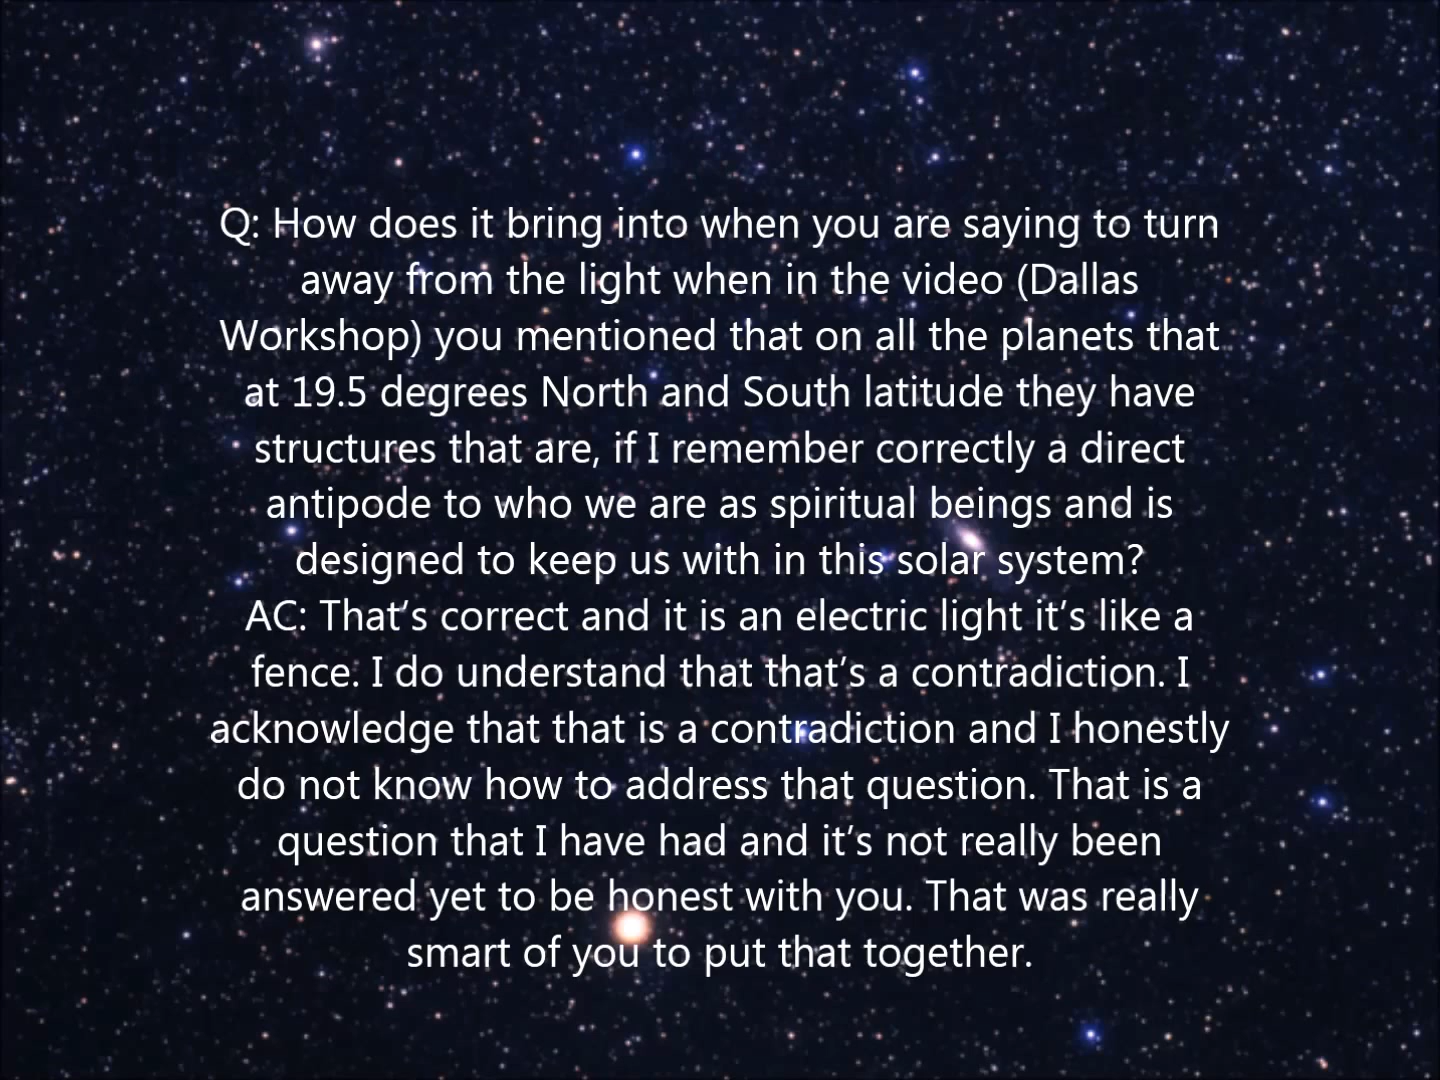 Q: How does it bring into when you are saying to turn
away from the light when in the video (Dallas
Workshop) you mentioned that on all the planets that
at 19.5 degrees North and South latitude they have
structures that are, if I remember correctly a direct
antipode to who we are as spiritual beings and is
designed to keep us with in this solar system?
AC: That’s correct and it is an electric light it’s like a
fence. I do understand that that’s a contradiction. I
acknowledge that that is a contradiction and I honestly
do not know how to address that question. That is a
question that I have had and it’s not really been
answered yet to be honest with you. That was really
smart of you to put that together.